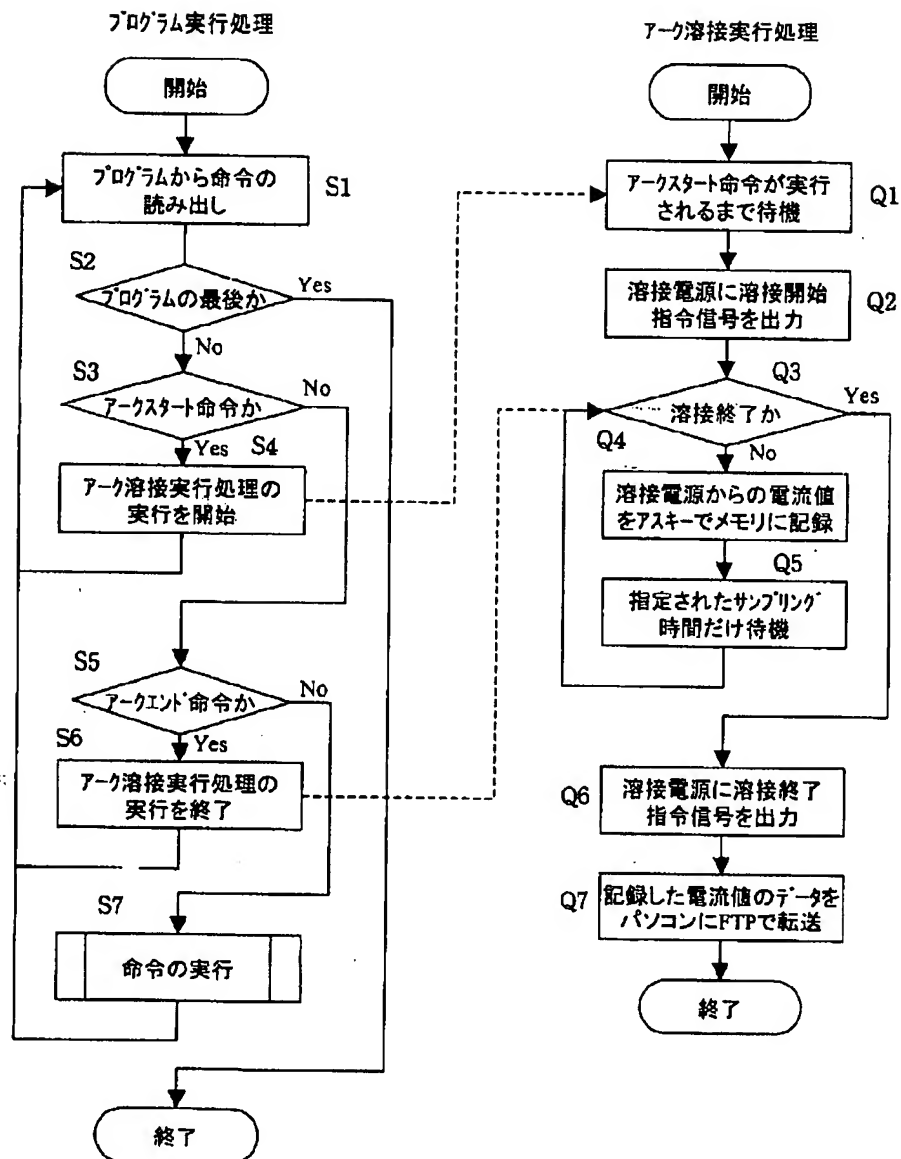 プログラム実行処理
開始
プログラムから命令の
読み出し
S1
S2
プログラムの最後か
Yes
No
S3
アークスタート命令か
No
Yes
S4
アーク溶接実行処理の
実行を開始
S5
アークエンド命令か
No
S6
Yes
アーク溶接実行処理の
実行を終了
S7
命令の実行
終了
アーク溶接実行処理
開始
アークスタート命令が実行
されるまで待機
Q1
溶接電源に溶接開始
指令信号を出力
Q2
Q3
溶接終了か
Yes
Q4
No
溶接電源からの電流値
をアスキーでメモリに記録
Q5
指定されたサンプリング
時間だけ待機
Q6
溶接電源に溶接終了
指令信号を出力
Q7
記録した電流値のデータを
パソコンにFTPで転送
終了